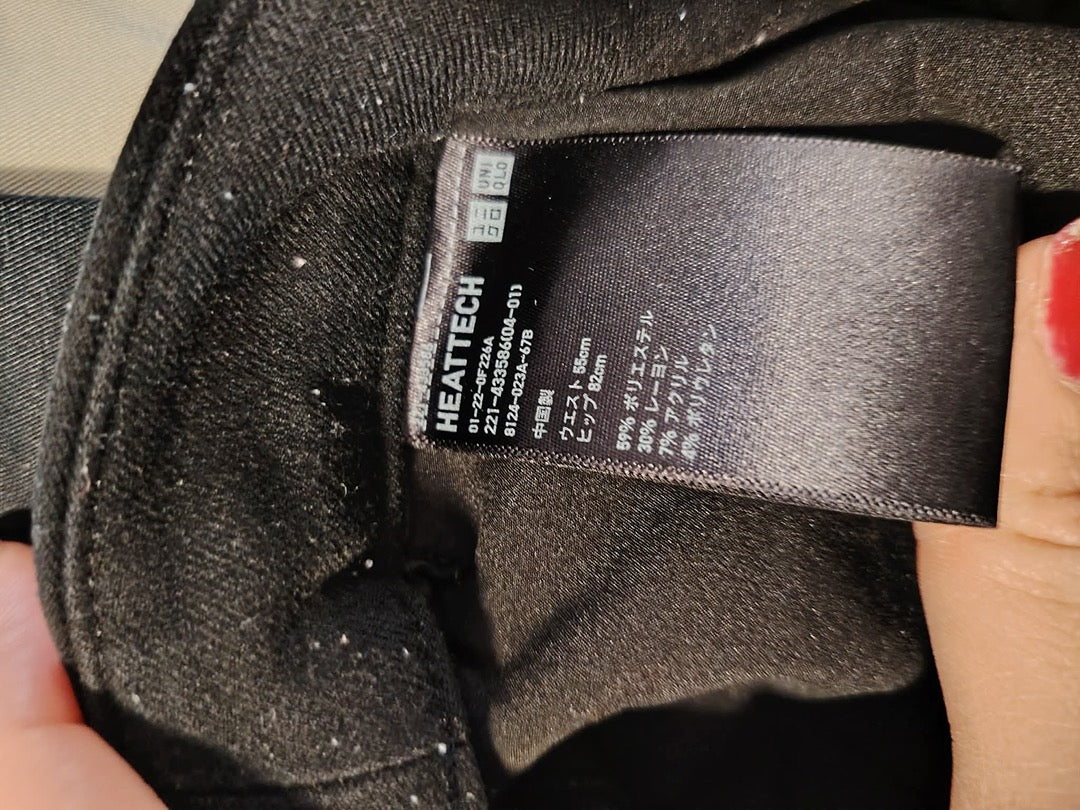 ユニ
クロ
UNI
QLO
HEATTECH
01-22-0F226A
221-433586(04-01)
8124-023A-67B
中国製
ウエスト 55cm
ヒップ 82cm
59% ポリエステル
30% レーヨン
7% アクリル
4% ポリウレタン